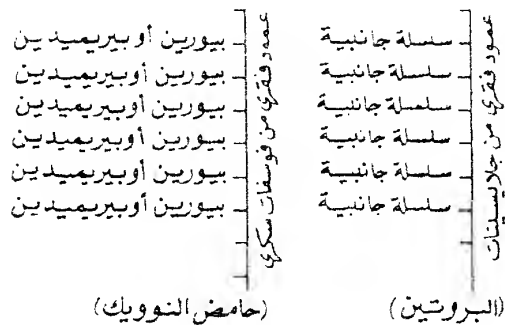 عمود فقري من جلايسينات
سلسلة جانبية
سلسلة جانبية
سلسلة جانبية
سلسلة جانبية
سلسلة جانبية
سلسلة جانبية
(البروتين)
عمود فقري من فوسفات سكري
بيورين أو بيريميدين
بيورين أو بيريميدين
بيورين أو بيريميدين
بيورين أو بيريميدين
بيورين أو بيريميدين
بيورين أو بيريميدين
(حامض النوويك)